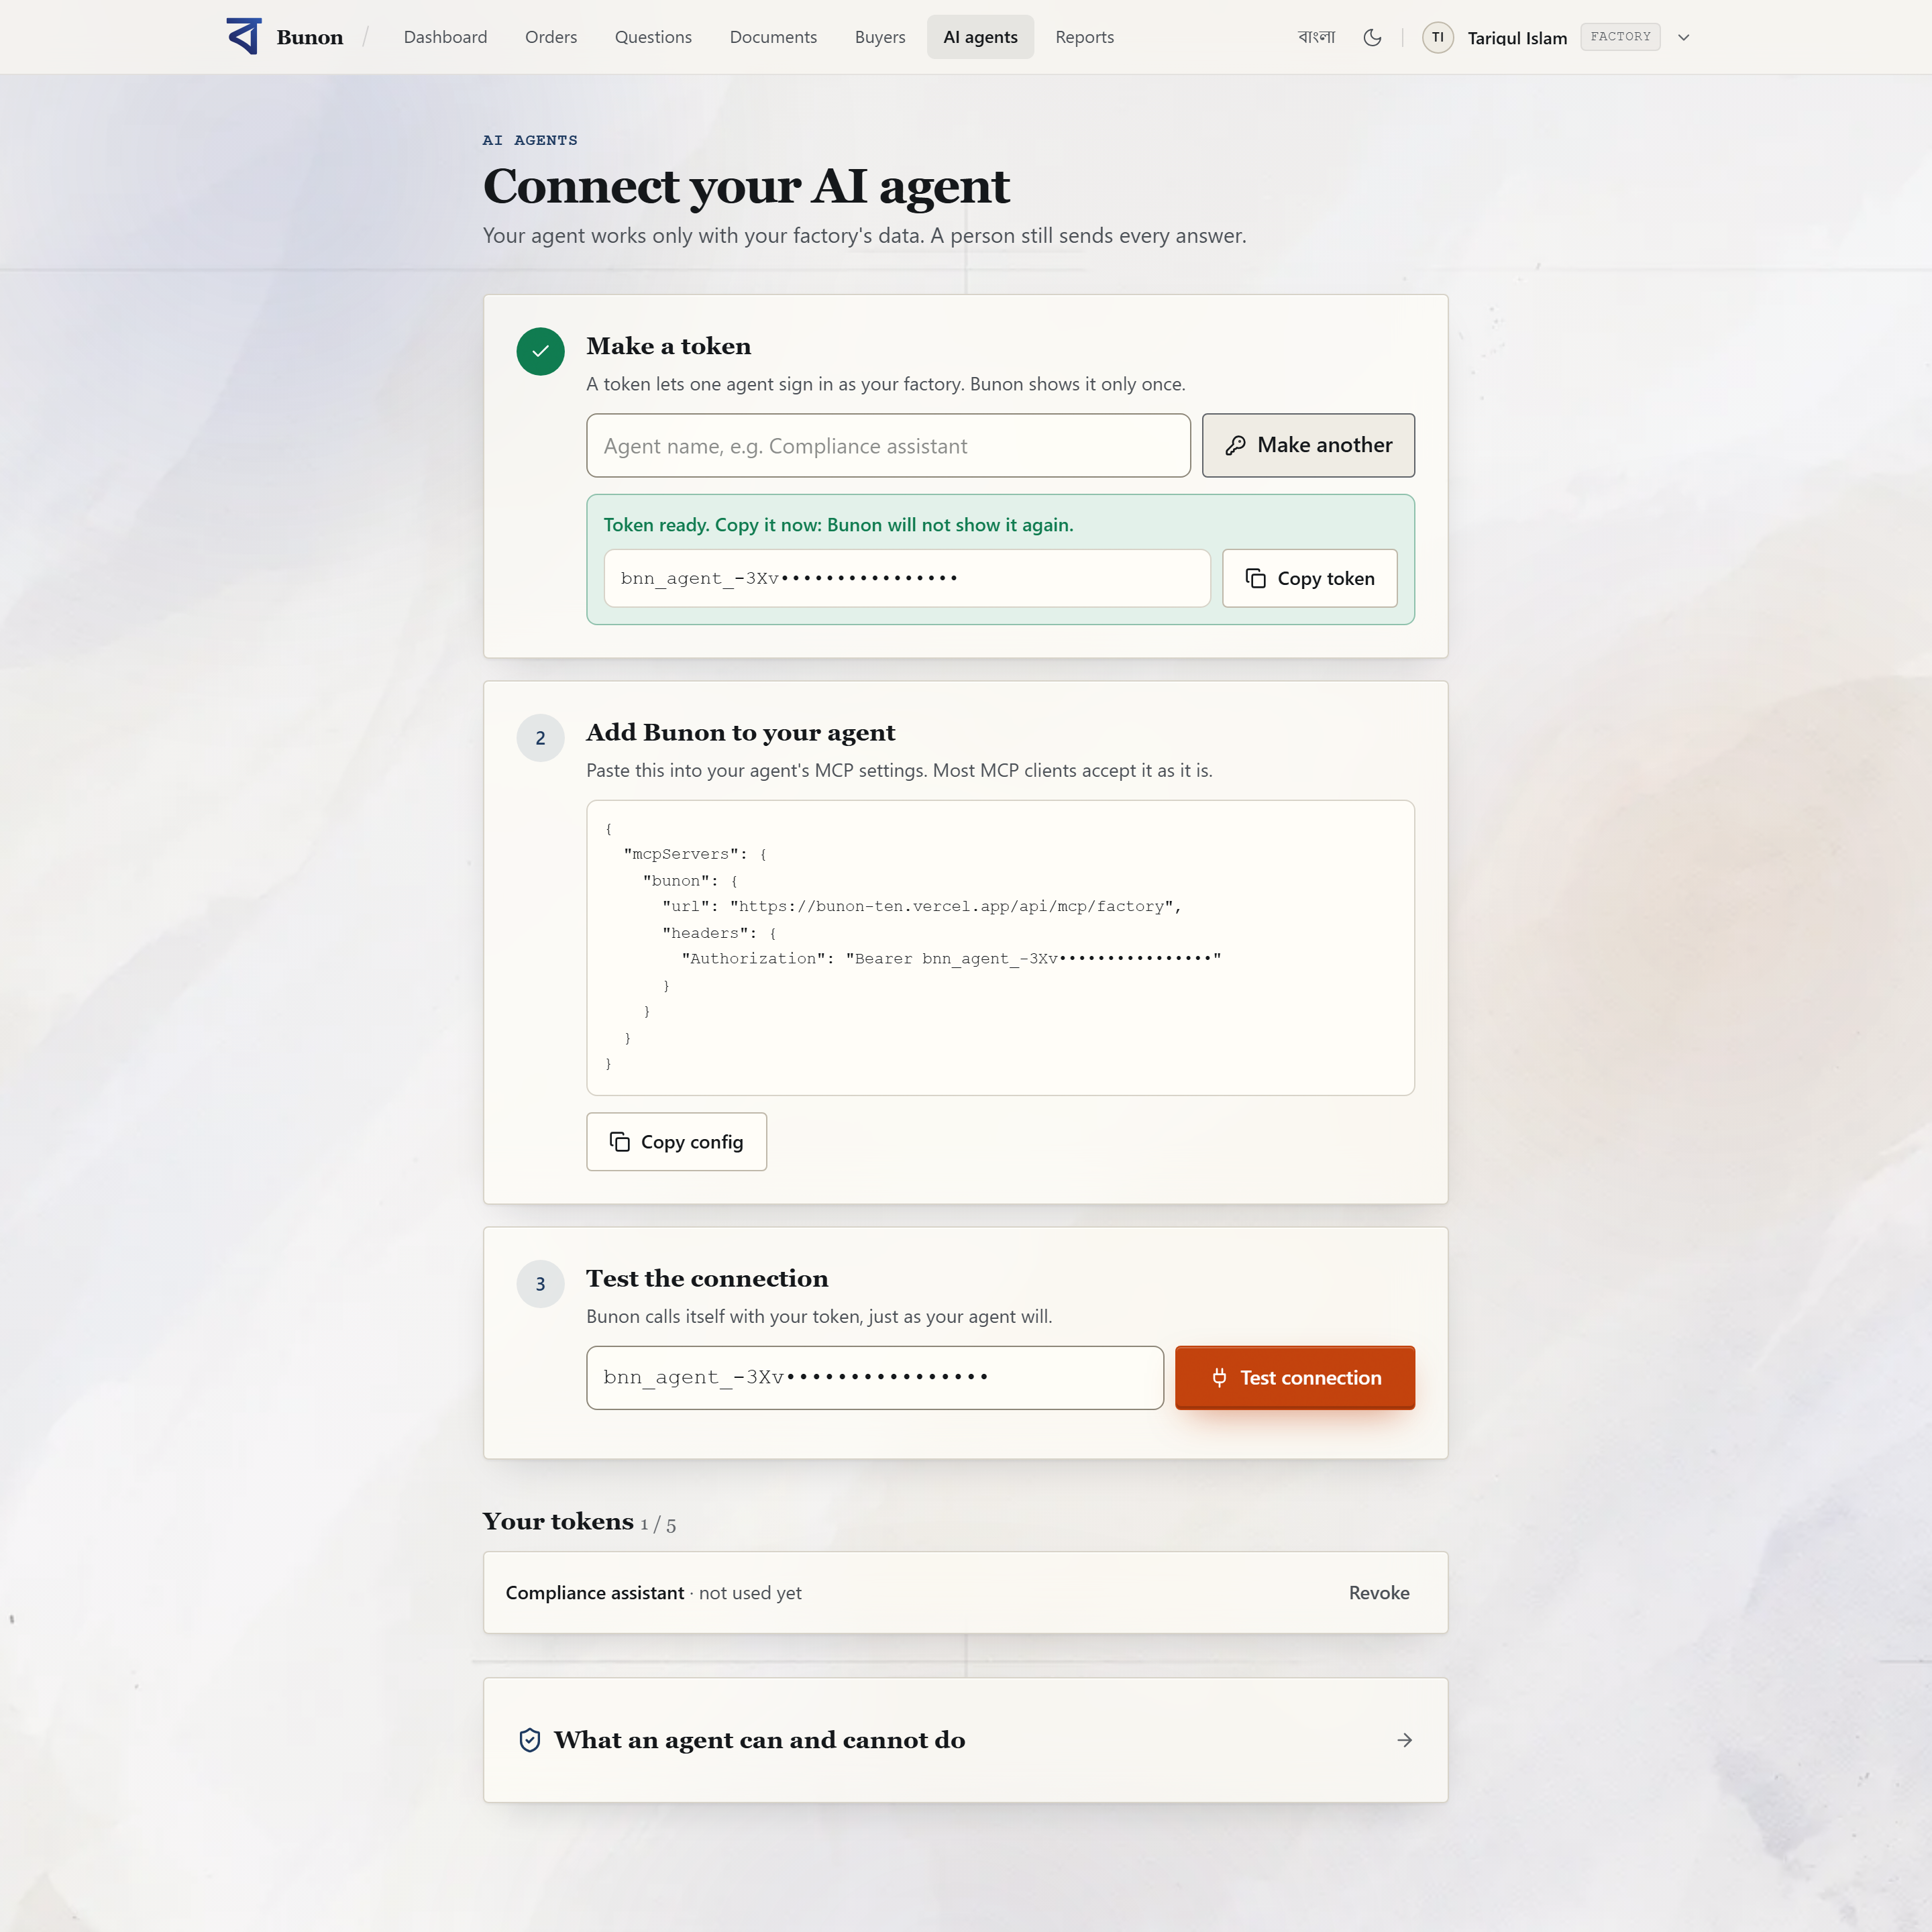 Bunon / Dashboard Orders Questions Documents Buyers AI agents Reports বাংলা TI Tariqul Islam FACTORY
AI AGENTS
Connect your AI agent
Your agent works only with your factory's data. A person still sends every answer.
Make a token
A token lets one agent sign in as your factory. Bunon shows it only once.
Agent name, e.g. Compliance assistant
Make another
Token ready. Copy it now: Bunon will not show it again.
bnn_agent_-3Xv••••••••••••••••
Copy token
2
Add Bunon to your agent
Paste this into your agent's MCP settings. Most MCP clients accept it as it is.
{
"mcpServers": {
"bunon": {
"url": "https://bunon-ten.vercel.app/api/mcp/factory",
"headers": {
"Authorization": "Bearer bnn_agent_-3Xv••••••••••••••••"
}
}
}
}
Copy config
3
Test the connection
Bunon calls itself with your token, just as your agent will.
bnn_agent_-3Xv••••••••••••••••
Test connection
Your tokens 1 / 5
Compliance assistant · not used yet
Revoke
What an agent can and cannot do